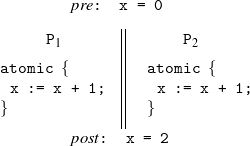 pre: x = 0
P1 P2
atomic { atomic {
x := x + 1; x := x + 1;
} }
post: x = 2